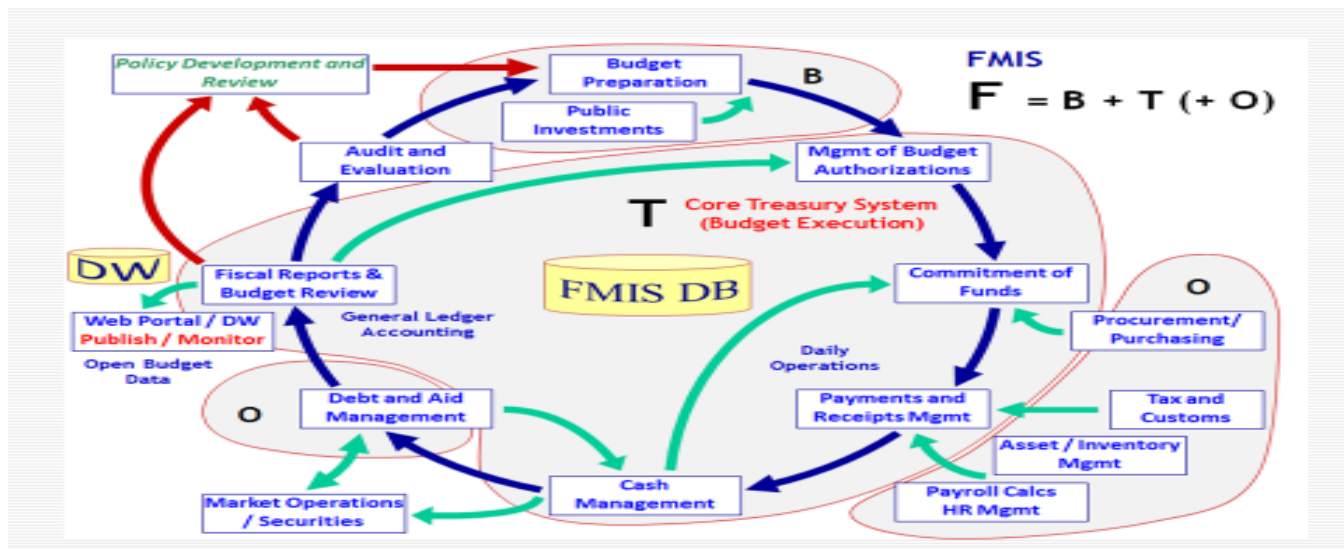 Policy Development and
Review
Budget
Preparation
B
FMIS
F = B + T (+ O)
Public
Investments
Audit and
Evaluation
Mgmt of Budget
Authorizations
T
Core Treasury System
(Budget Execution)
DW
Fiscal Reports &
Budget Review
FMIS DB
Commitment of
Funds
O
Web Portal / DW
Publish / Monitor
General Ledger
Accounting
Procurement/
Purchasing
Open Budget
Data
Daily
Operations
O
Debt and Aid
Management
Payments and
Receipts Mgmt
Tax and
Customs
Asset / Inventory
Mgmt
Market Operations
/ Securities
Cash
Management
Payroll Calcs
HR Mgmt